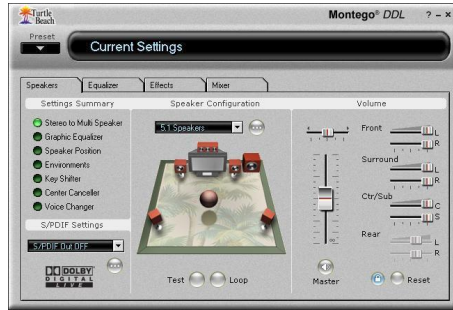 Turtle Beach
Montego® DDL ? – x
Preset
Current Settings
Speakers Equalizer Effects Mixer
Settings Summary
Stereo to Multi Speaker
Graphic Equalizer
Speaker Position
Environments
Key Shifter
Center Canceller
Voice Changer
S/PDIF Settings
S/PDIF Out OFF
DOLBY
DIGITAL
LIVE
Speaker Configuration
5.1 Speakers
Test Loop
Volume
Front L
R
Surround L
R
Ctr/Sub C
S
Rear L
R
Master Reset